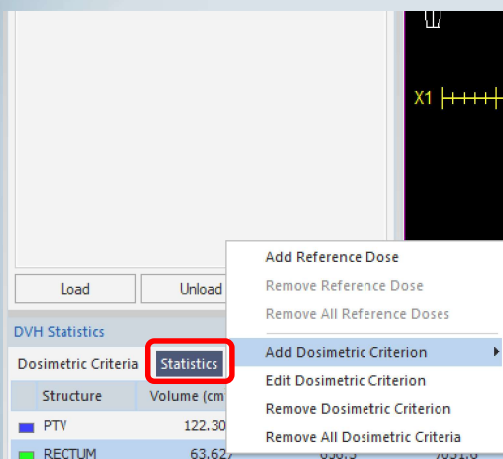 X1
Add Reference Dose
Load Unload Remove Reference Dose
Remove All Reference Doses
DVH Statistics
Dosimetric Criteria Statistics Add Dosimetric Criterion
Edit Dosimetric Criterion
Structure Volume (cm
Remove Dosimetric Criterion
PTV 122.30
Remove All Dosimetric Criteria
RECTUM 63.627